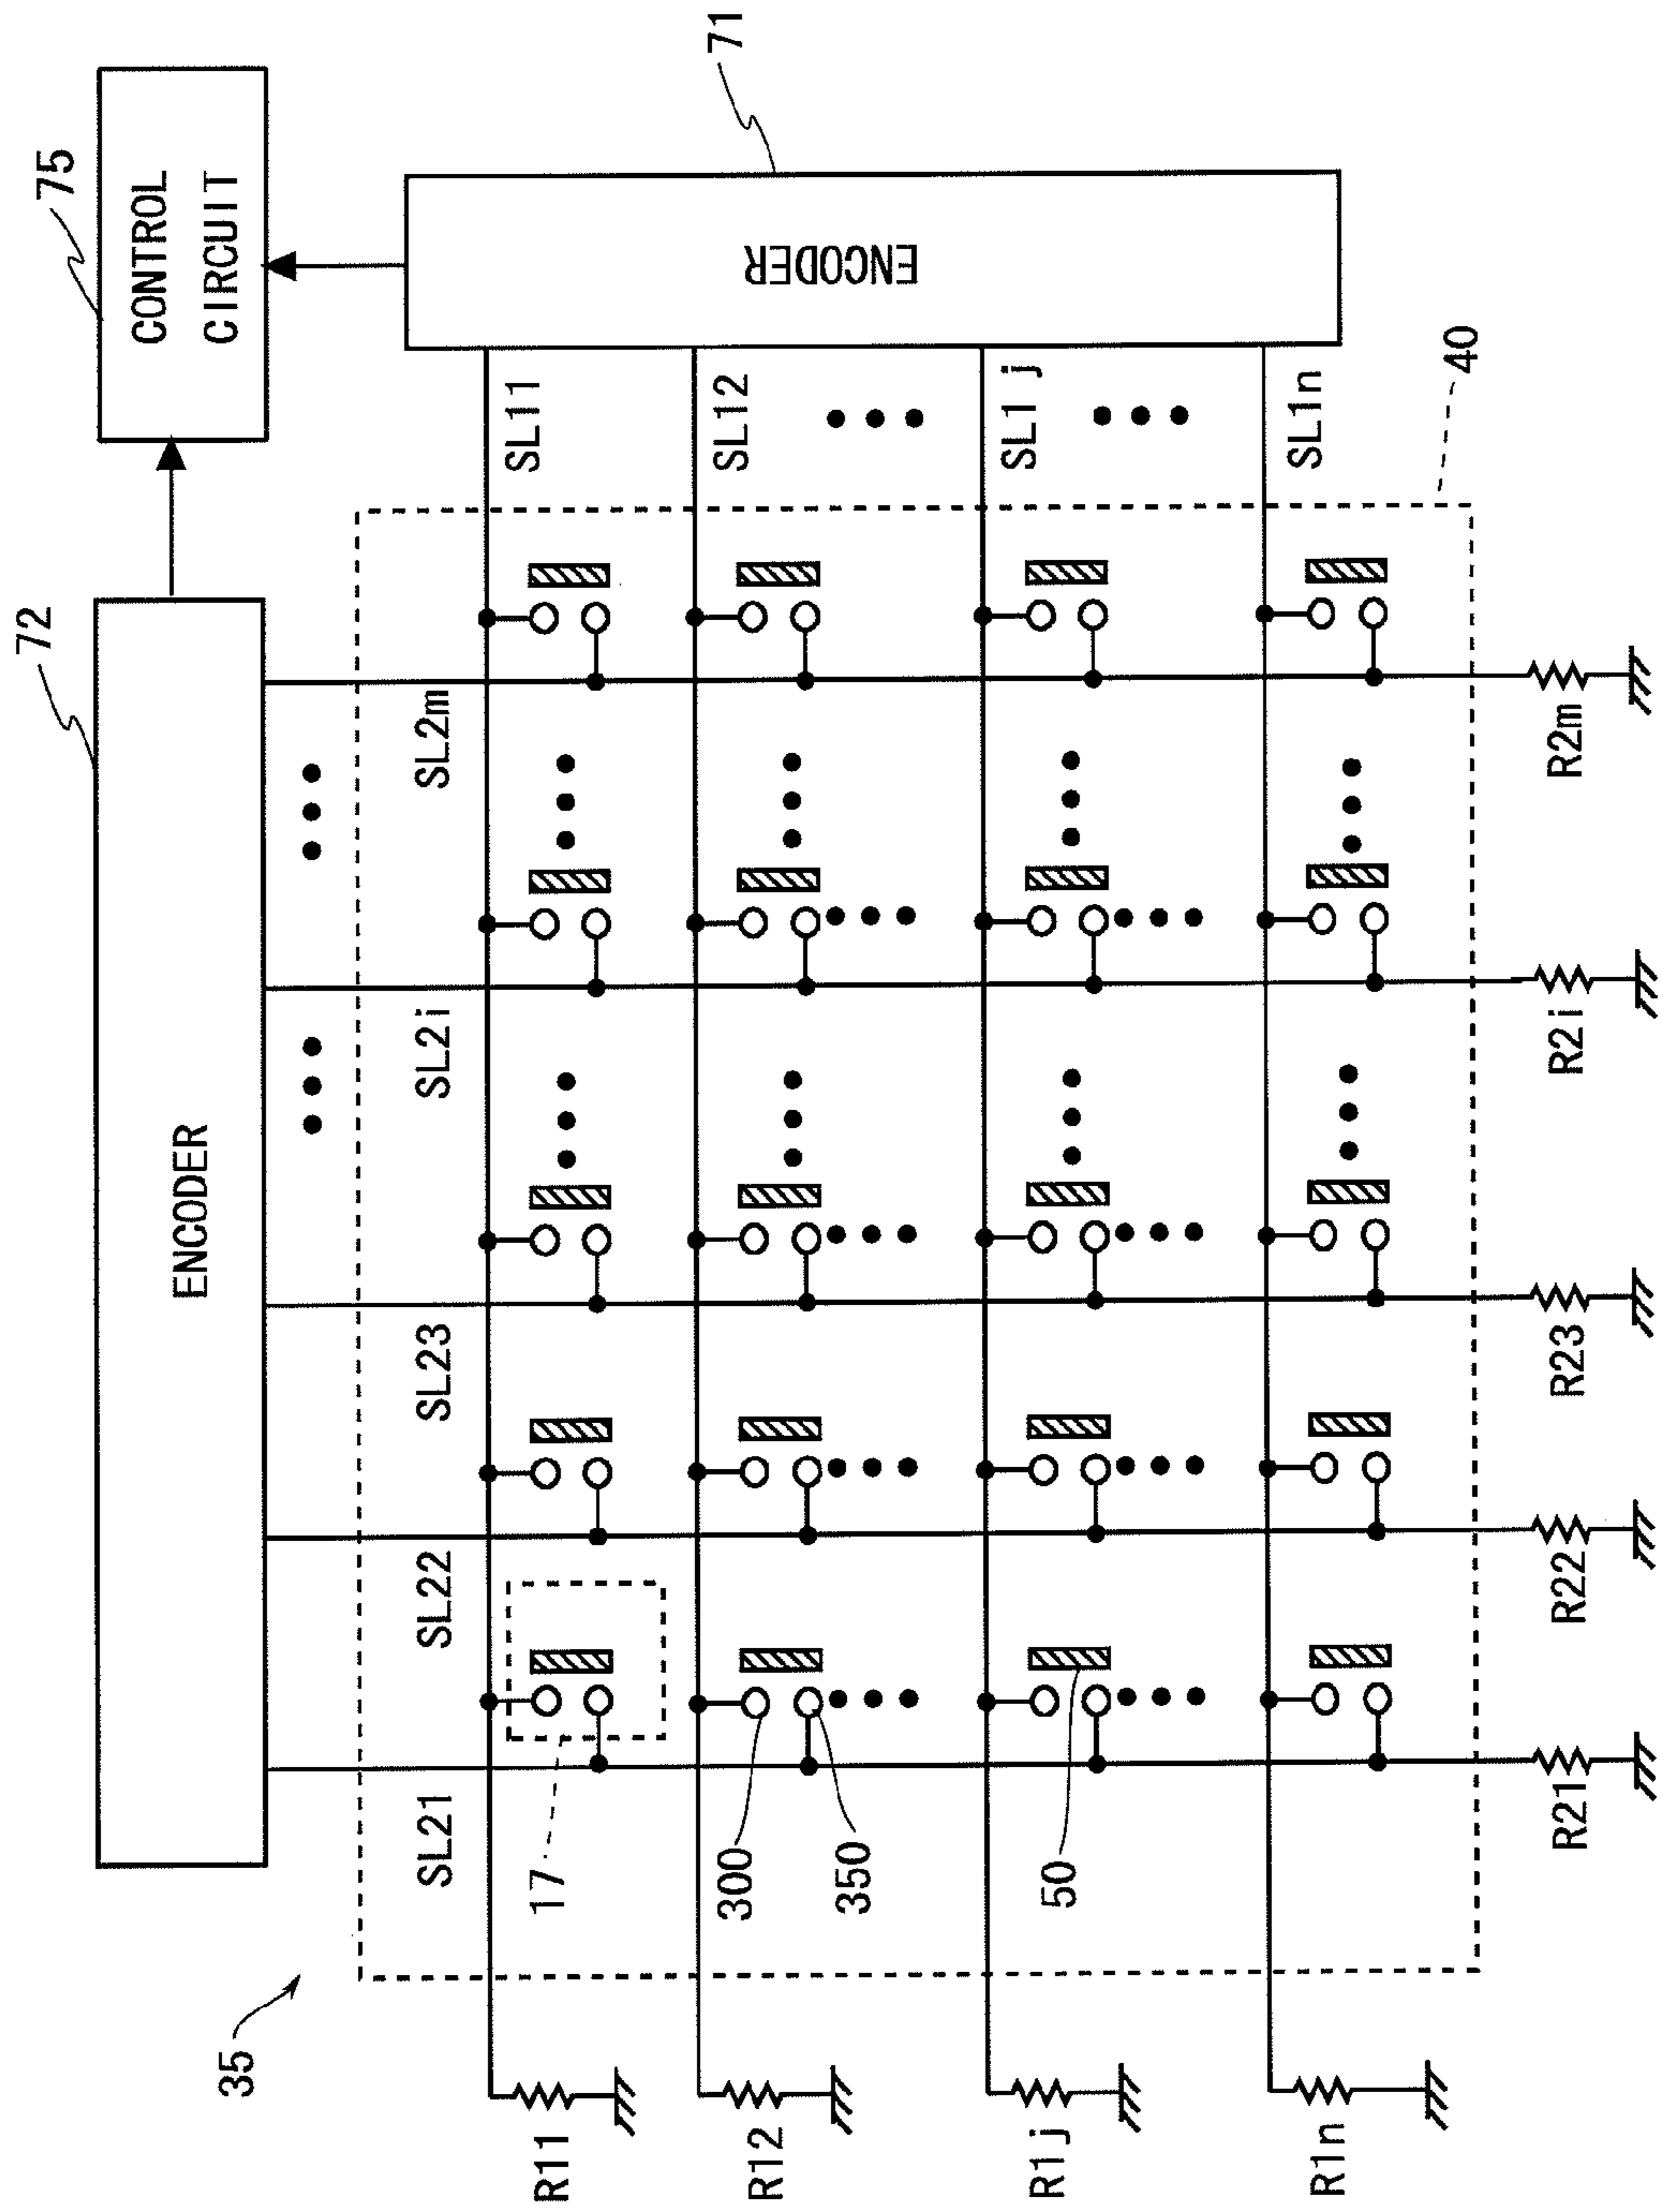 35
72
ENCODER
75
CONTROL
CIRCUIT
71
ENCODER
SL21
SL22
SL23
SL2i
SL2m
SL11
SL12
SL1j
SL1n
40
17
300
350
50
R11
R12
R1j
R1n
R21
R22
R23
R2i
R2m